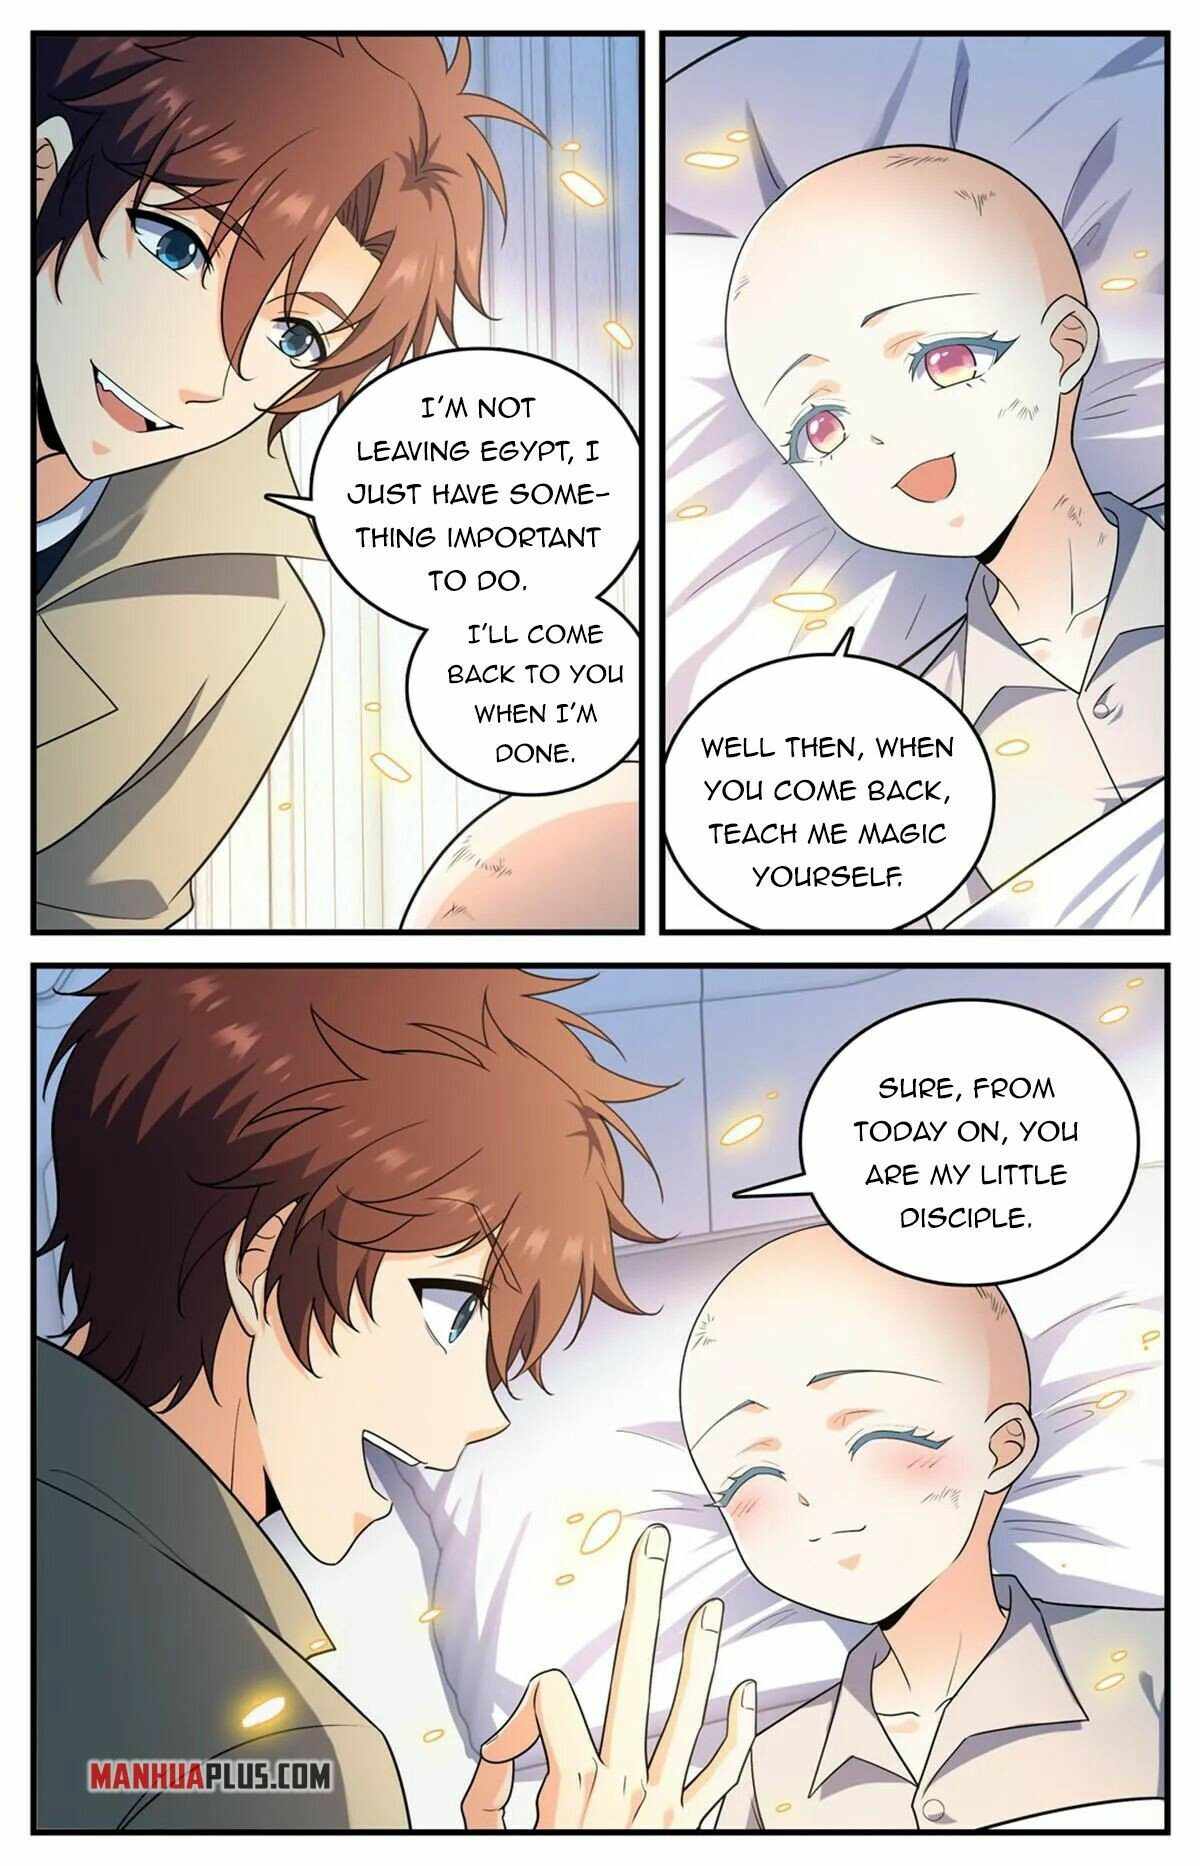 I'M NOT
LEAVING EGYPT, I
JUST HAVE SOME-
THING IMPORTANT
TO DO.
I'LL COME
BACK TO YOU
WHEN I'M
DONE.
WELL THEN, WHEN
YOU COME BACK,
TEACH ME MAGIC
YOURSELF.
SURE, FROM
TODAY ON, YOU
ARE MY LITTLE
DISCIPLE.
MANHUAPLUS.COM